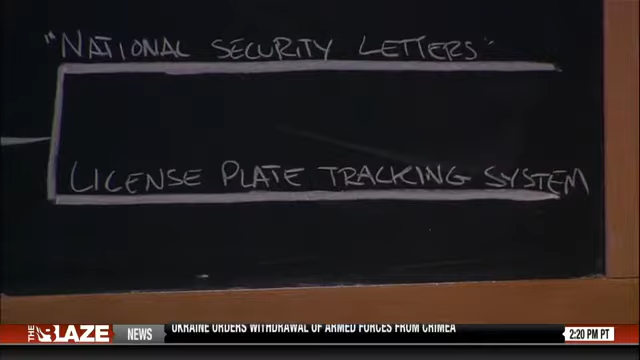 "NATIONAL SECURITY LETTERS"
LICENSE PLATE TRACKING SYSTEM
THE BLAZE NEWS UKRAINE ORDERS WITHDRAWAL OF ARMED FORCES FROM CRIMEA 2:20 PM PT